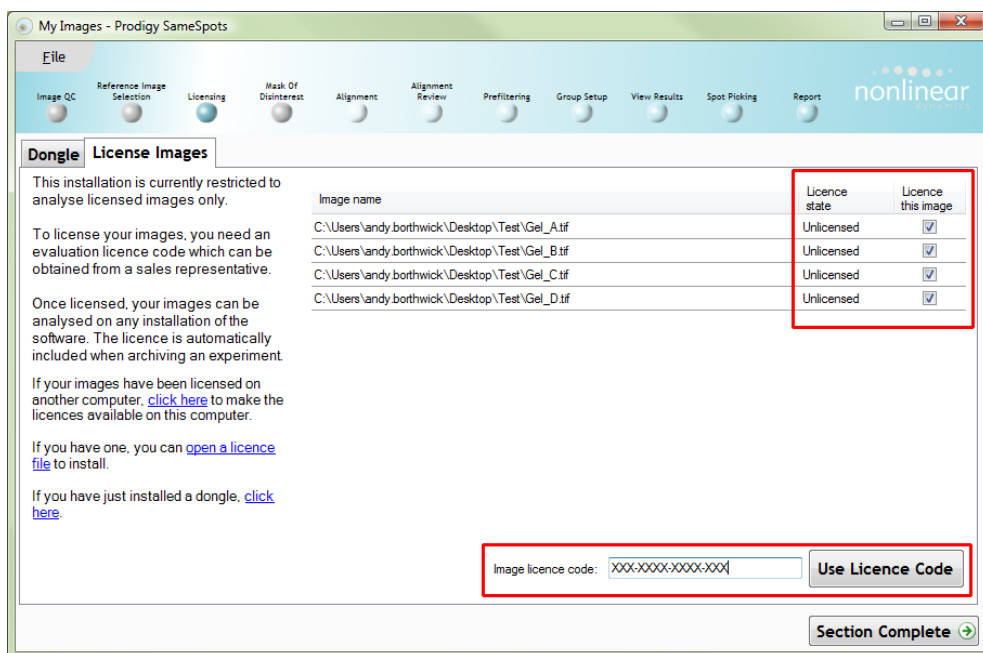 My Images - Prodigy SameSpots
File
Image QC
Reference Image
Selection
Licensing
Mask Of
Disinterest
Alignment
Alignment
Review
Prefiltering
Group Setup
View Results
Spot Picking
Report
nonlinear
dynamics
Dongle
License Images
This installation is currently restricted to
analyse licensed images only.
To license your images, you need an
evaluation licence code which can be
obtained from a sales representative.
Once licensed, your images can be
analysed on any installation of the
software. The licence is automatically
included when archiving an experiment.
If your images have been licensed on
another computer, click here to make the
licences available on this computer.
If you have one, you can open a licence
file to install.
If you have just installed a dongle, click
here.
Image name
Licence
state
Licence
this image
C:\Users\andy.borthwick\Desktop\Test\Gel_A.tif Unlicensed
C:\Users\andy.borthwick\Desktop\Test\Gel_B.tif Unlicensed
C:\Users\andy.borthwick\Desktop\Test\Gel_C.tif Unlicensed
C:\Users\andy.borthwick\Desktop\Test\Gel_D.tif Unlicensed
Image licence code: XXX-XXXX-XXXX-XXX Use Licence Code
Section Complete